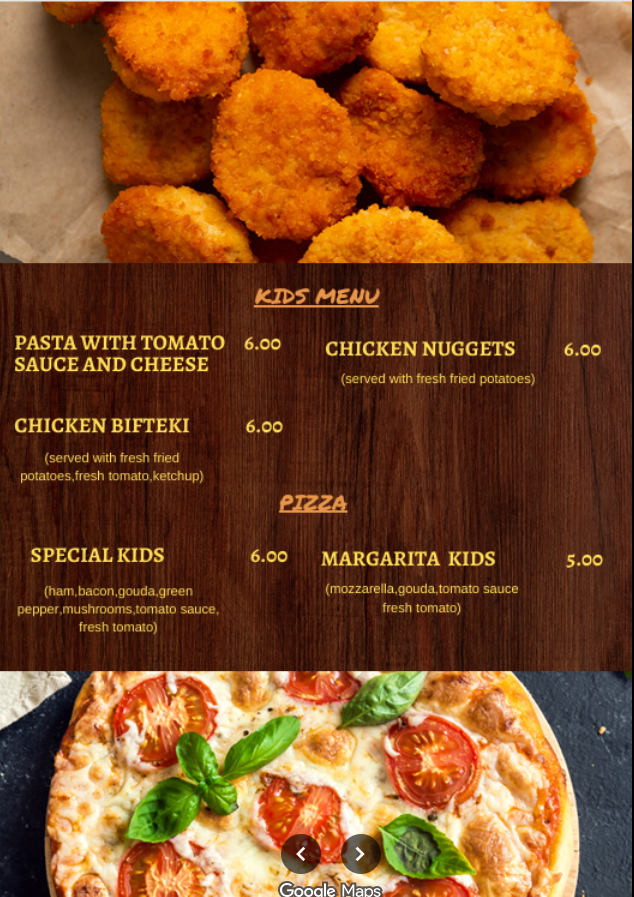 KIDS MENU
PASTA WITH TOMATO 6.00
SAUCE AND CHEESE
CHICKEN NUGGETS 6.00
(served with fresh fried potatoes)
CHICKEN BIFTEKI 6.00
(served with fresh fried
potatoes,fresh tomato,ketchup)
PIZZA
SPECIAL KIDS 6.00
(ham,bacon,gouda,green
pepper,mushrooms,tomato sauce,
fresh tomato)
MARGARITA KIDS 5.00
(mozzarella,gouda,tomato sauce
fresh tomato)
Google Maps